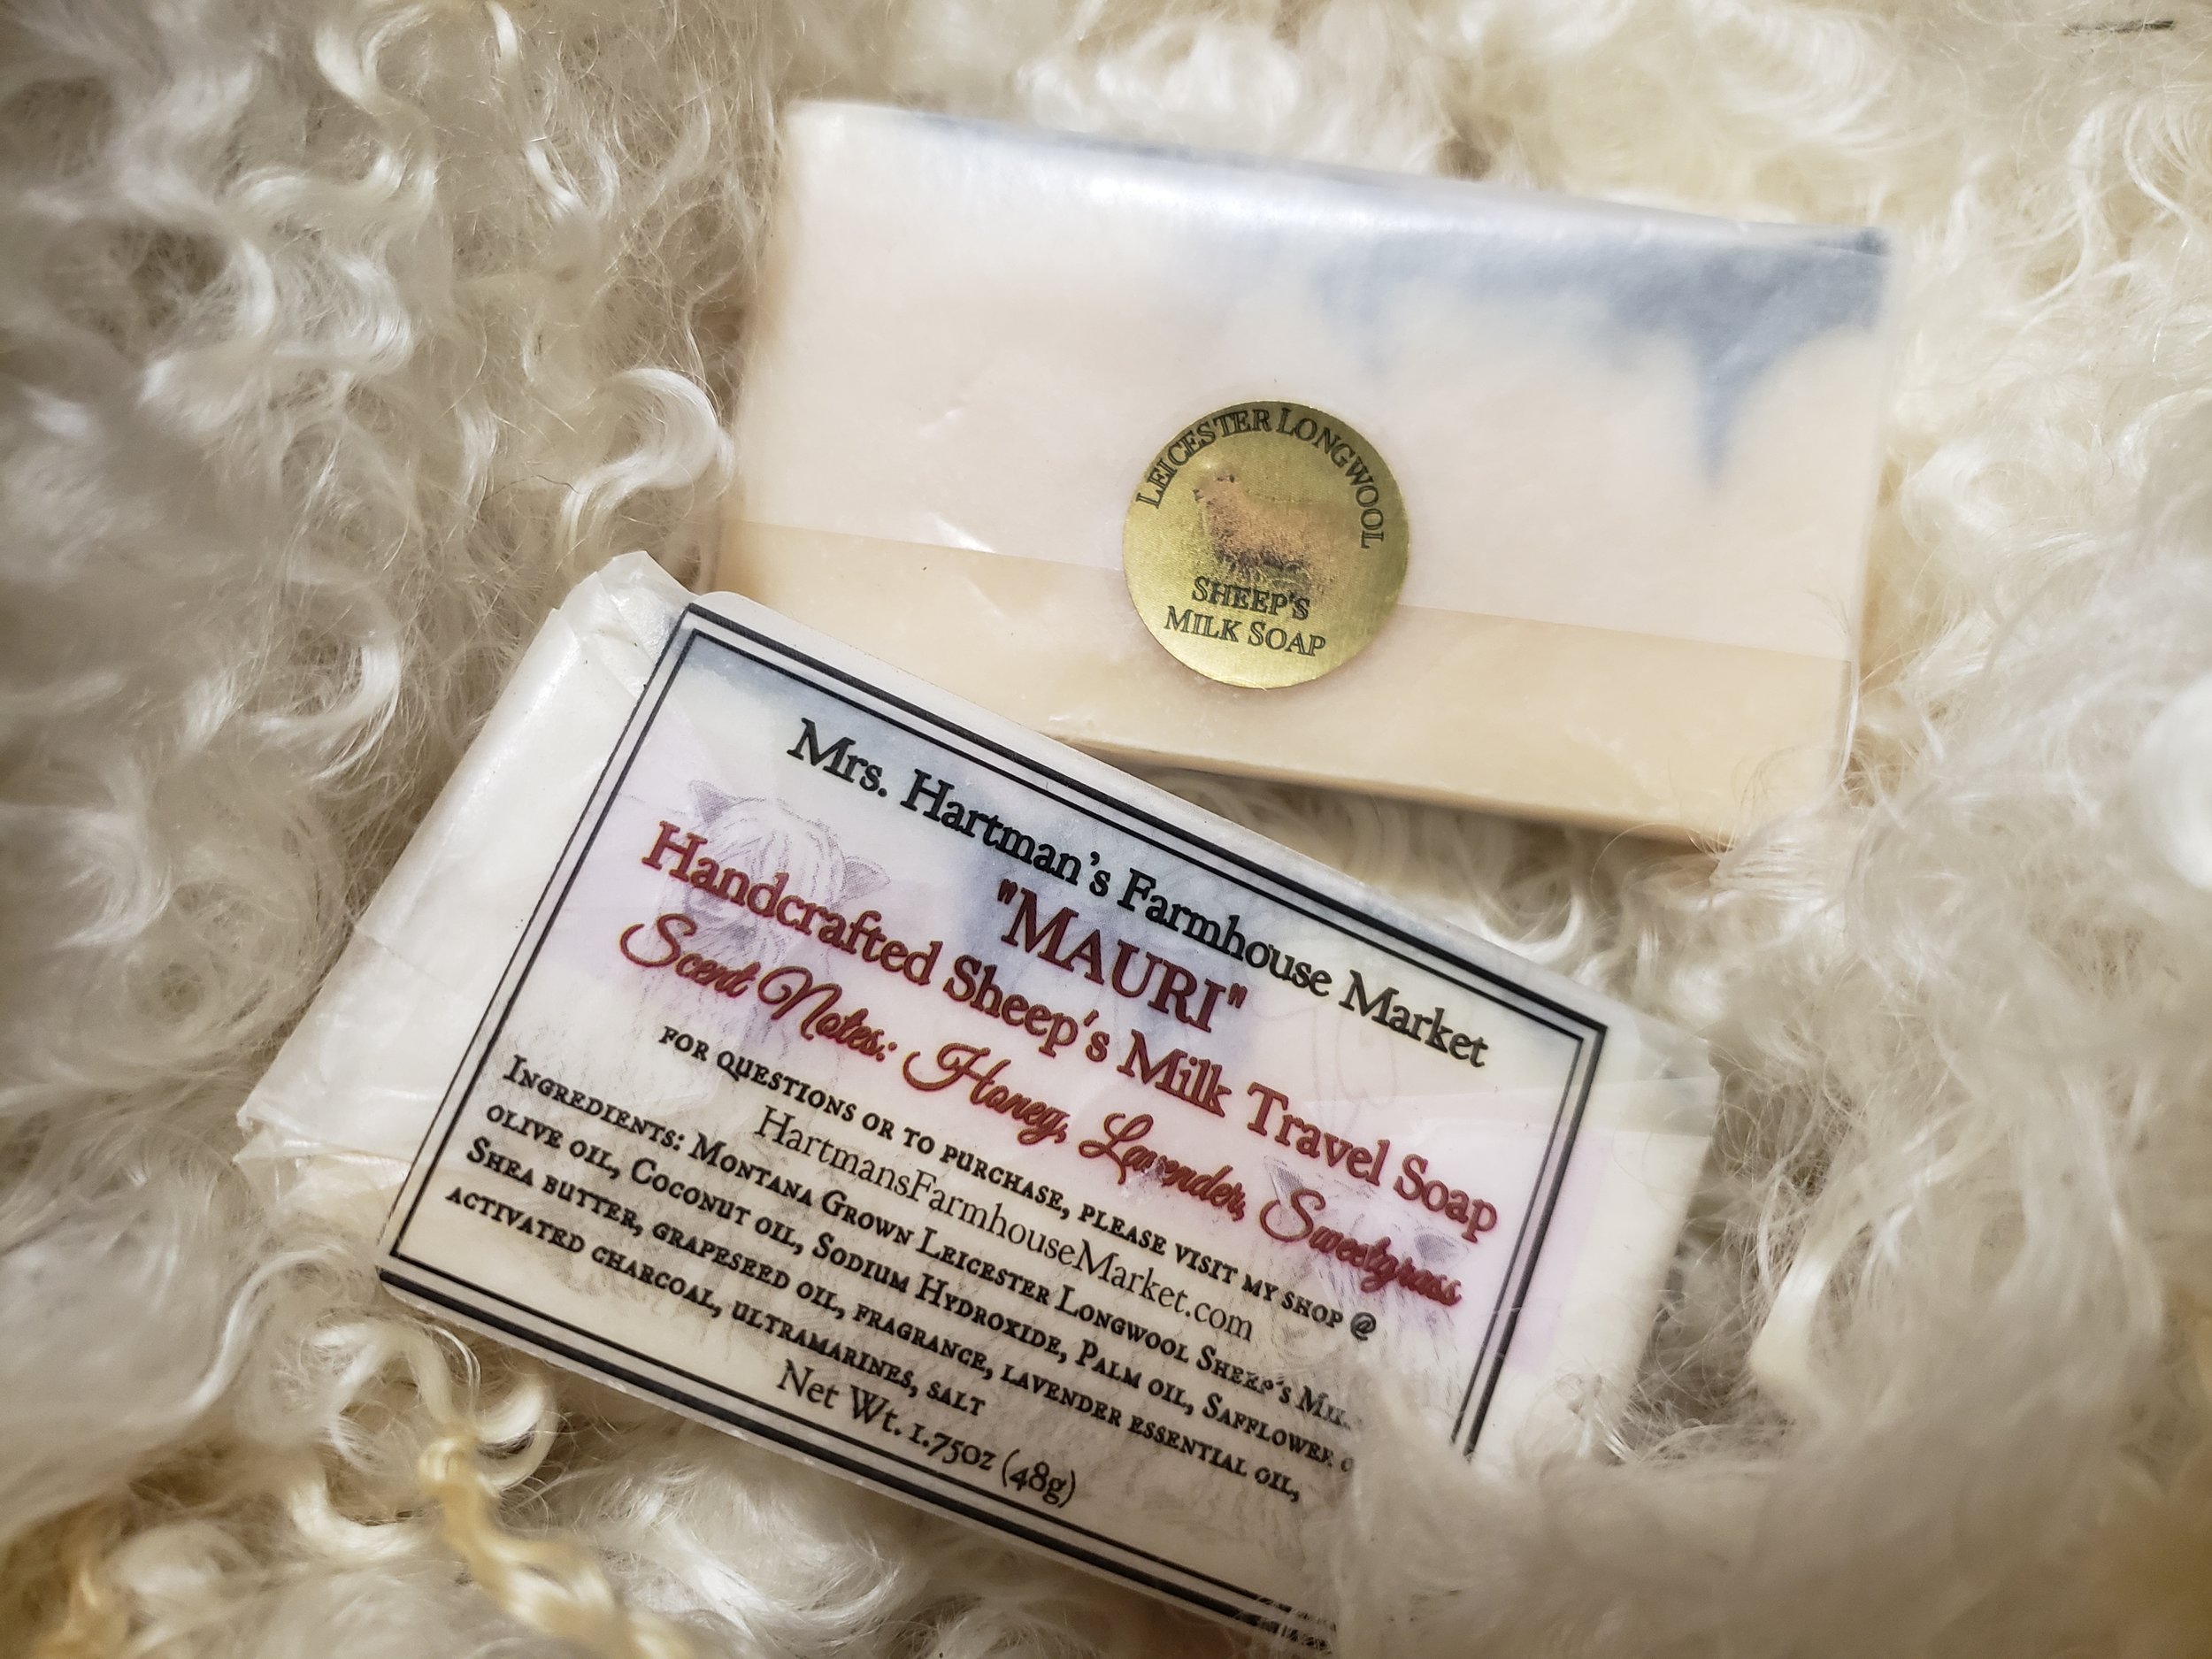 LEICESTER LONGWOOL
SHEEP'S
MILK SOAP
Mrs. Hartman's Farmhouse Market
"MAURI"
Handcrafted Sheep's Milk Travel Soap
Scent Notes: Honey, Lavender, Sweetgrass
FOR QUESTIONS OR TO PURCHASE, PLEASE VISIT MY SHOP @
HartmansFarmhouseMarket.com
INGREDIENTS: MONTANA GROWN LEICESTER LONGWOOL SHEEP'S
OLIVE OIL, COCONUT OIL, SODIUM HYDROXIDE, PALM OIL, SAFFLOWER
SHEA BUTTER, GRAPESEED OIL, FRAGRANCE, LAVENDER ESSENTIAL OIL,
ACTIVATED CHARCOAL, ULTRAMARINES, SALT
Net Wt. 1.75oz (48g)